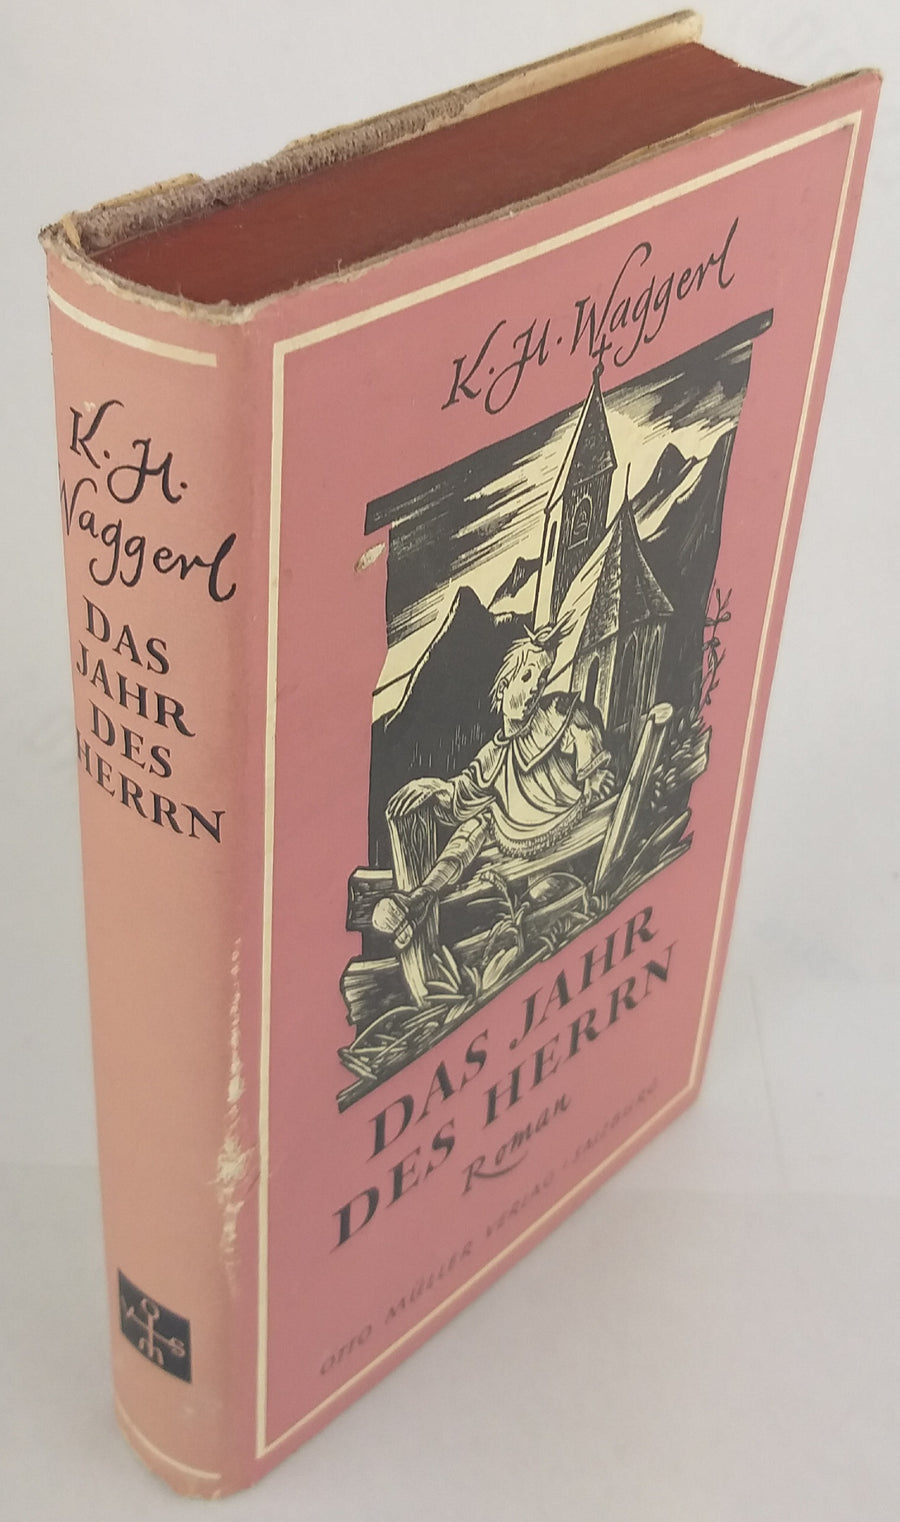 K. H.
Waggerl
DAS
JAHR
DES
HERRN
V O S
m
K. H. Waggerl
DAS JAHR
DES HERRN
Roman
OTTO MÜLLER VERLAG · SALZBURG